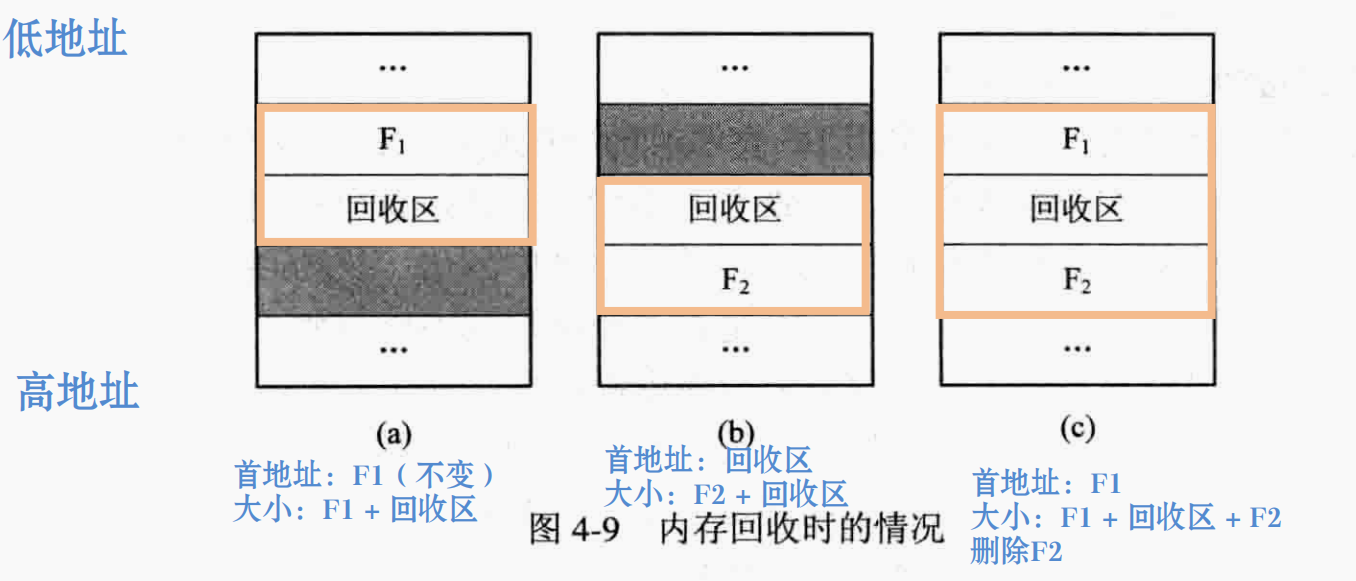 低地址
...
...
...
F₁
F₁
回收区
回收区
回收区
F₂
F₂
...
...
...
高地址
(a)
(b)
(c)
首地址：F1（不变）
大小：F1 + 回收区
首地址：回收区
大小：F2 + 回收区
首地址：F1
大小：F1 + 回收区 + F2
删除F2
图 4-9 内存回收时的情况